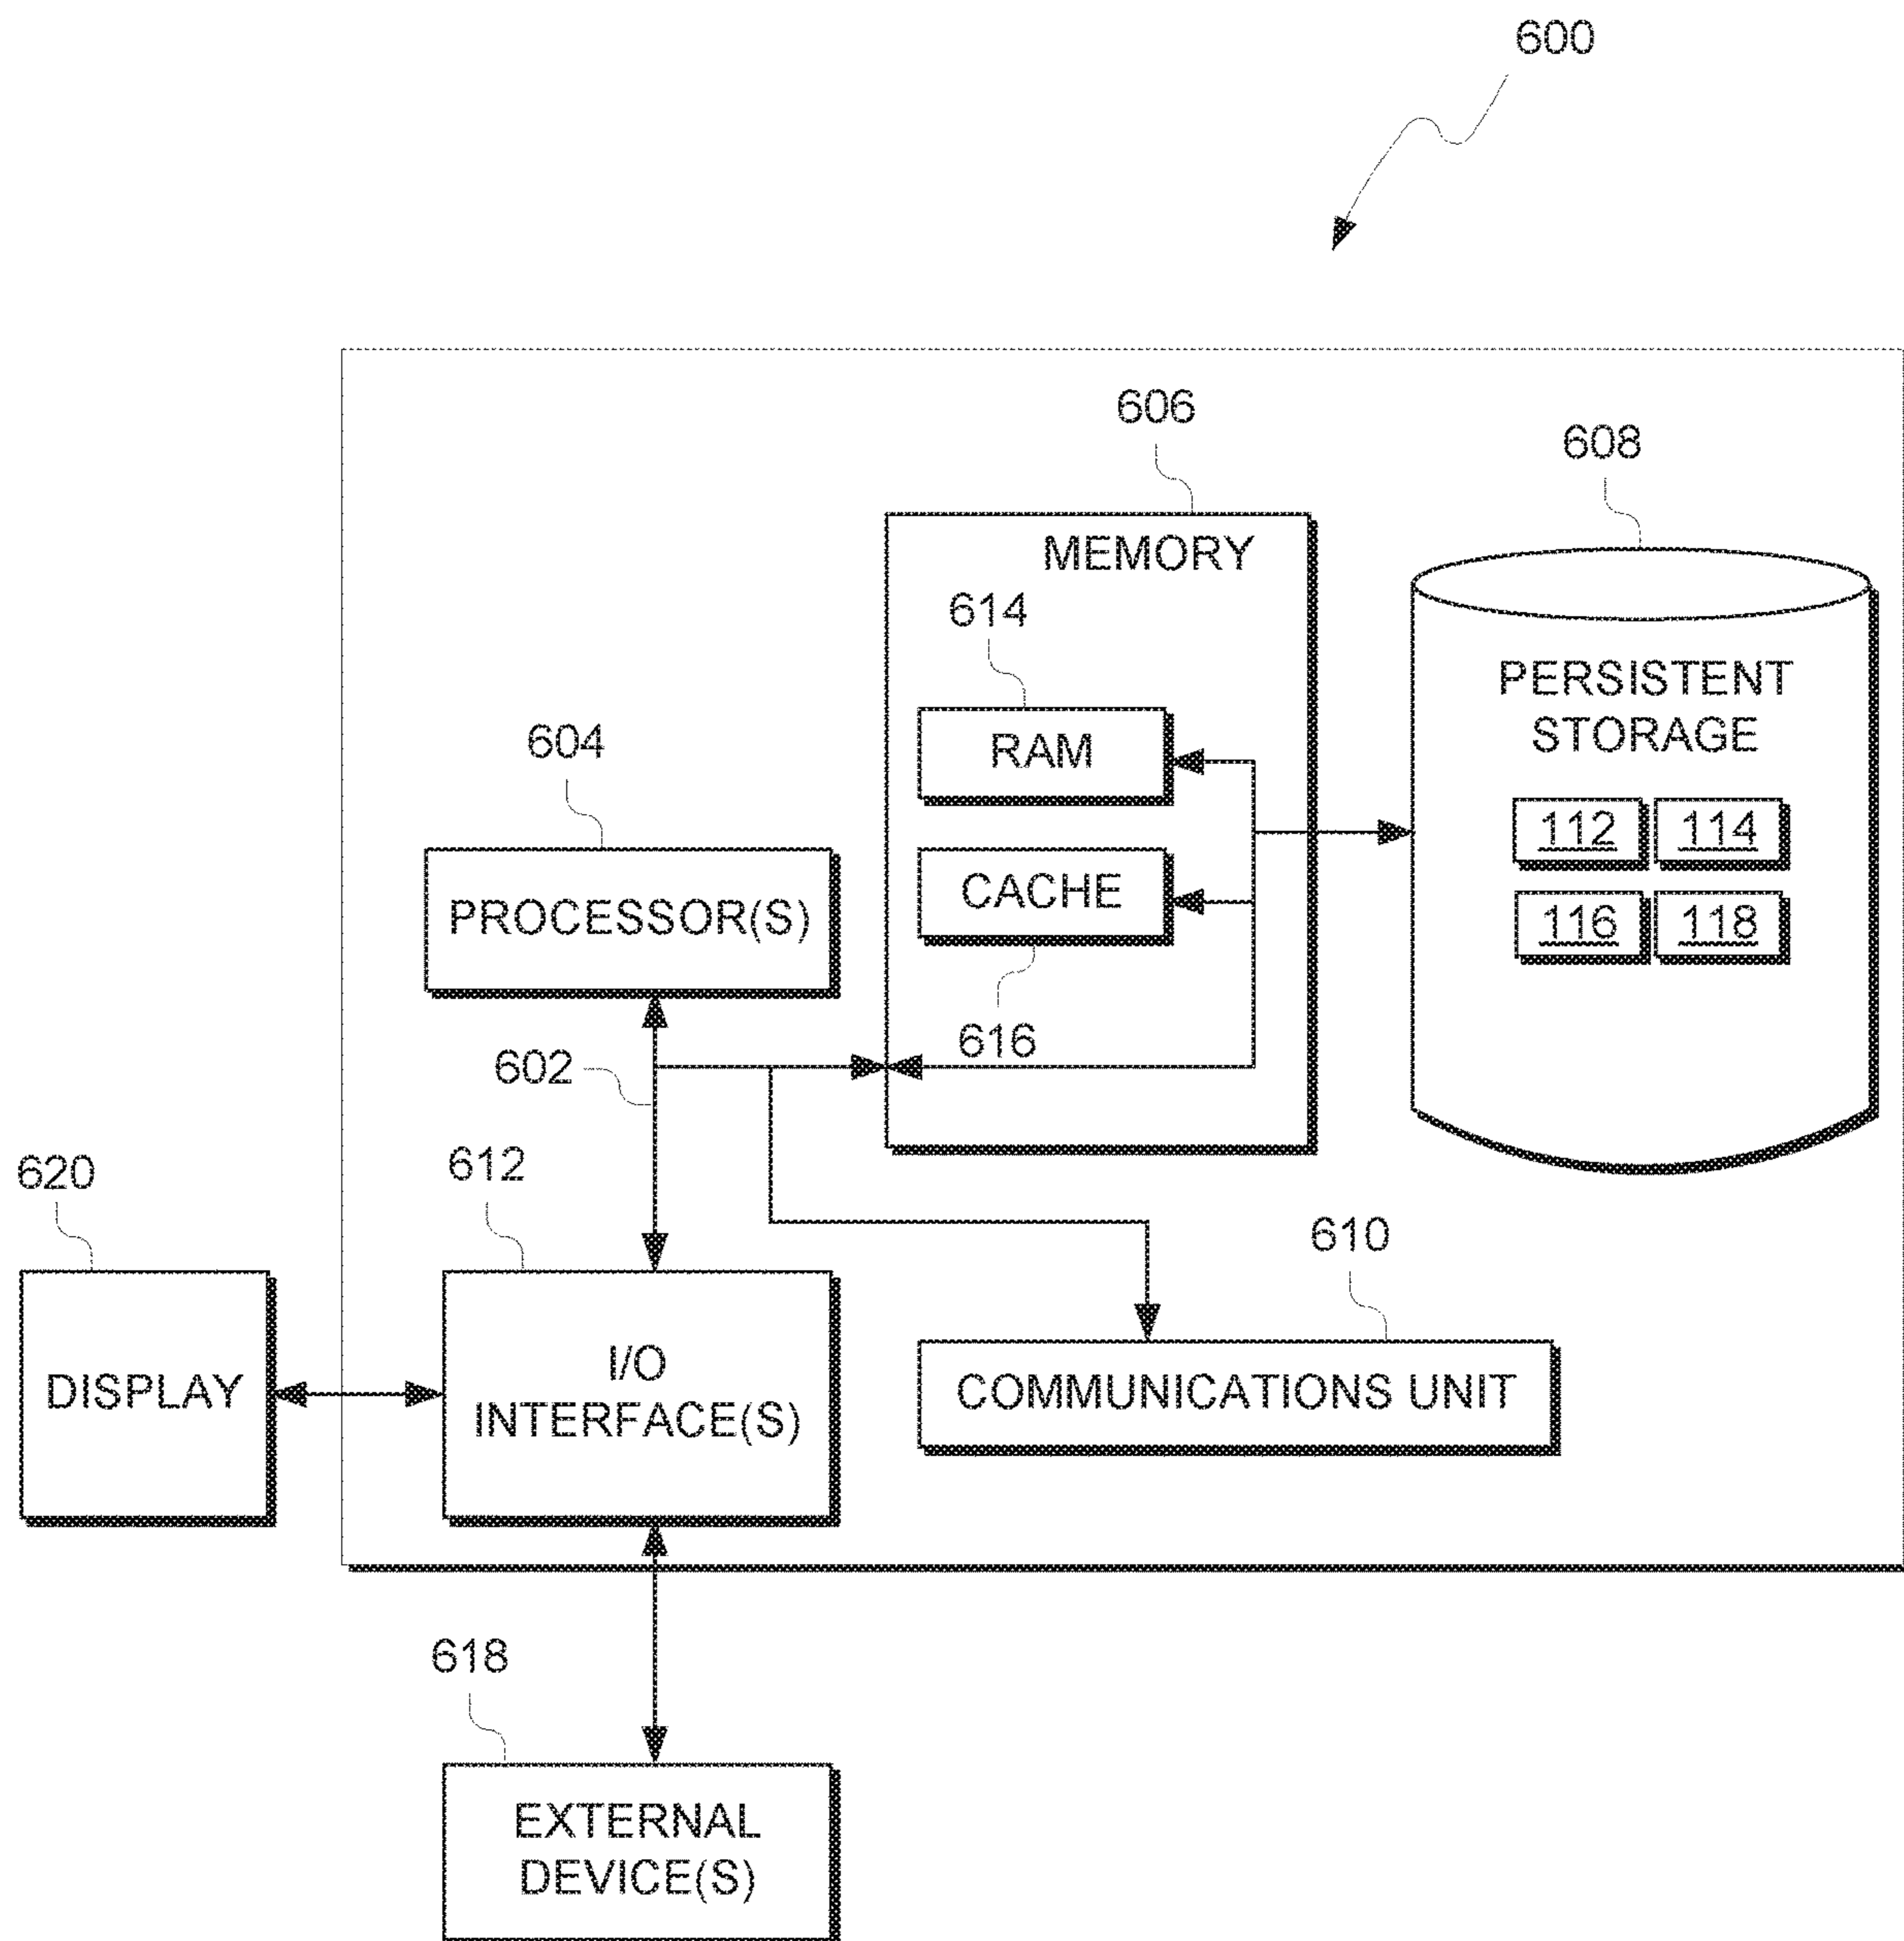 600
606
608
MEMORY
614
PERSISTENT
STORAGE
RAM
604
112 114
CACHE
PROCESSOR(S)
116 118
616
602
612
620
610
I/O
INTERFACE(S)
DISPLAY
COMMUNICATIONS UNIT
618
EXTERNAL
DEVICE(S)